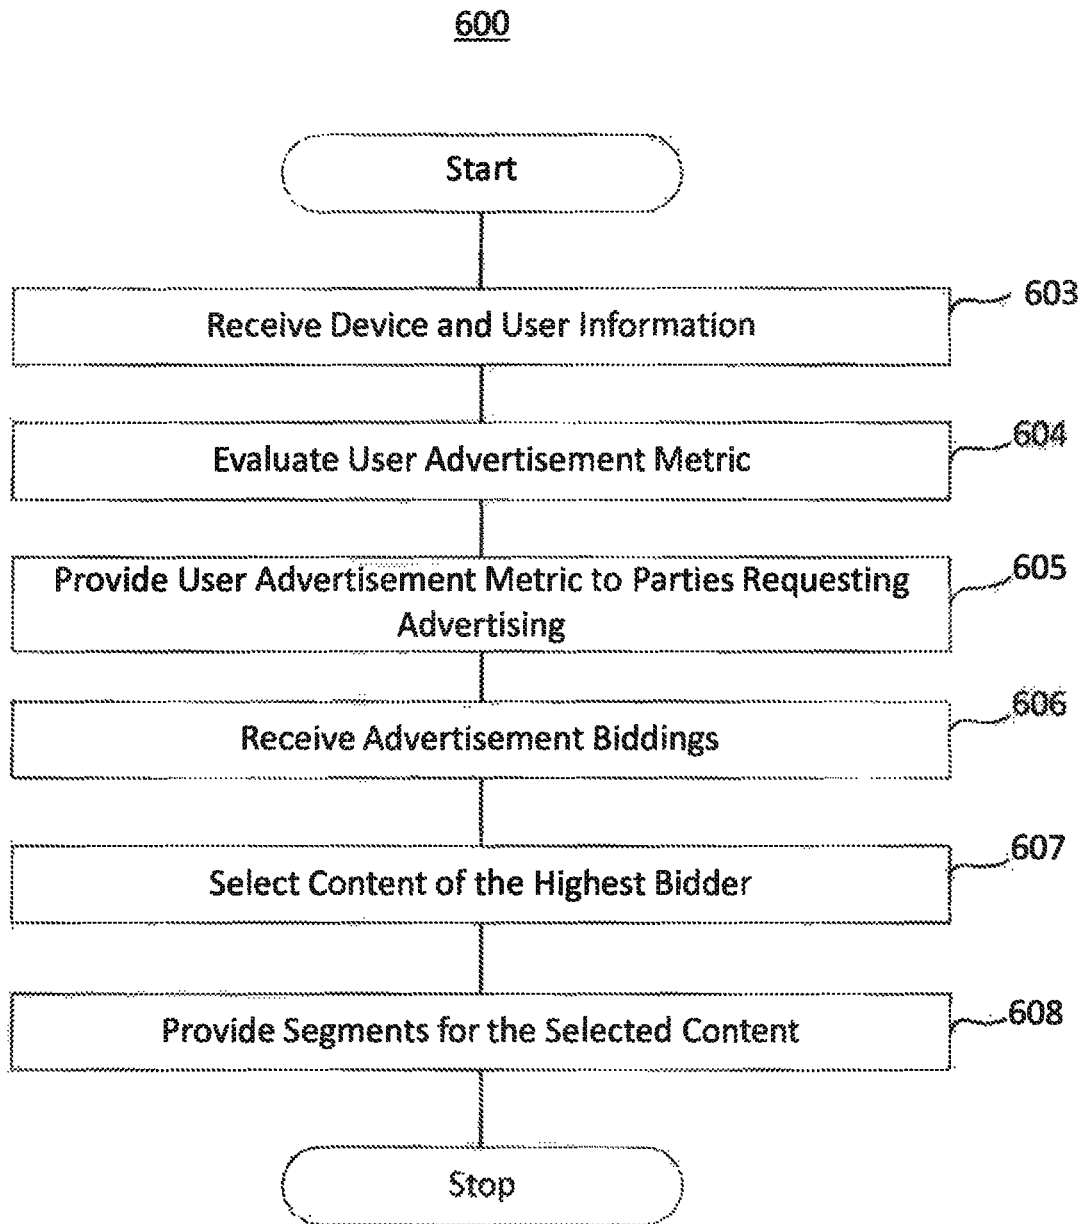 600
Start
Receive Device and User Information
603
Evaluate User Advertisement Metric
604
Provide User Advertisement Metric to Parties Requesting
Advertising
605
Receive Advertisement Biddings
606
Select Content of the Highest Bidder
607
Provide Segments for the Selected Content
608
Stop